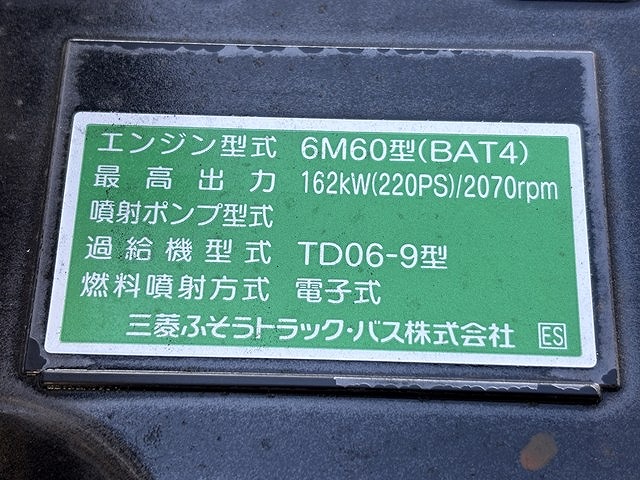 エンジン型式 6M60型(BAT4)
最高出力 162kW(220PS)/2070rpm
噴射ポンプ型式
過給機型式 TD06-9型
燃料噴射方式 電子式
三菱ふそうトラック・バス株式会社 ES